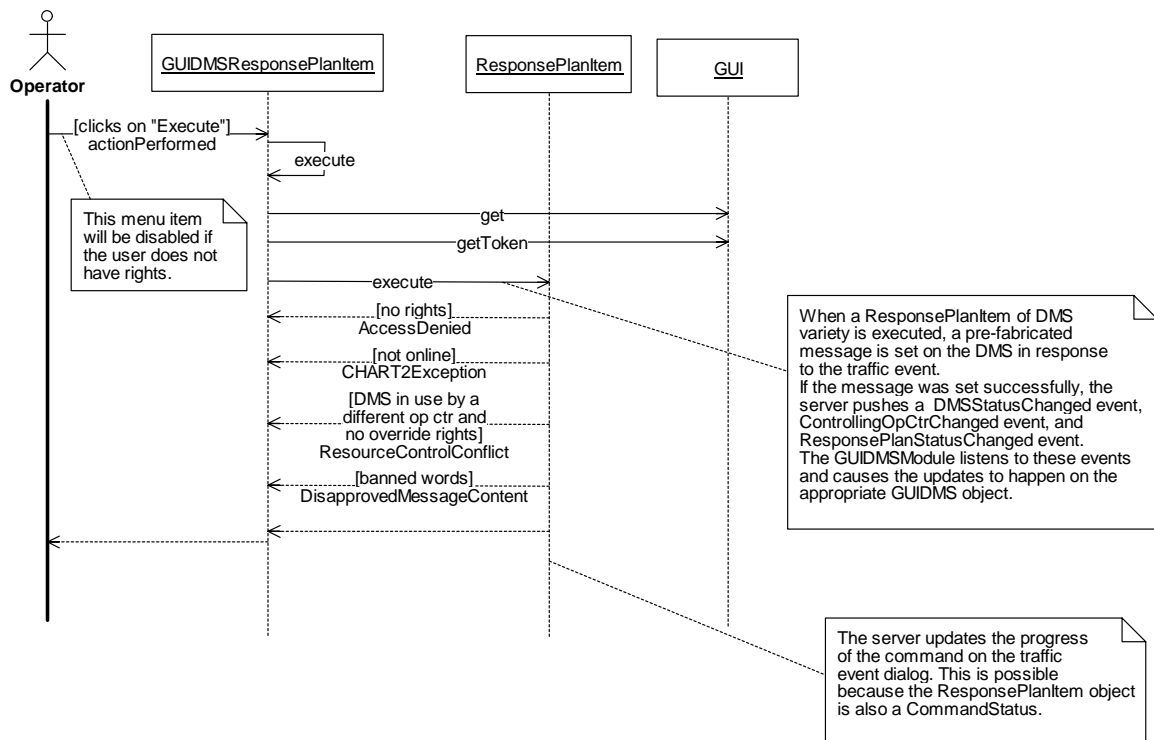 Operator
GUIDMSResponsePlanItem
ResponsePlanItem
GUI
[clicks on "Execute"]
actionPerformed
execute
This menu item
will be disabled if
the user does not
have rights.
get
getToken
execute
[no rights]
AccessDenied
[not online]
CHART2Exception
[DMS in use by a
different op ctr and
no override rights]
ResourceControlConflict
[banned words]
DisapprovedMessageContent
When a ResponsePlanItem of DMS
variety is executed, a pre-fabricated
message is set on the DMS in response
to the traffic event.
If the message was set successfully, the
server pushes a DMSStatusChanged event,
ControllingOpCtrChanged event, and
ResponsePlanStatusChanged event.
The GUIDMSModule listens to these events
and causes the updates to happen on the
appropriate GUIDMS object.
The server updates the progress
of the command on the traffic
event dialog. This is possible
because the ResponsePlanItem object
is also a CommandStatus.